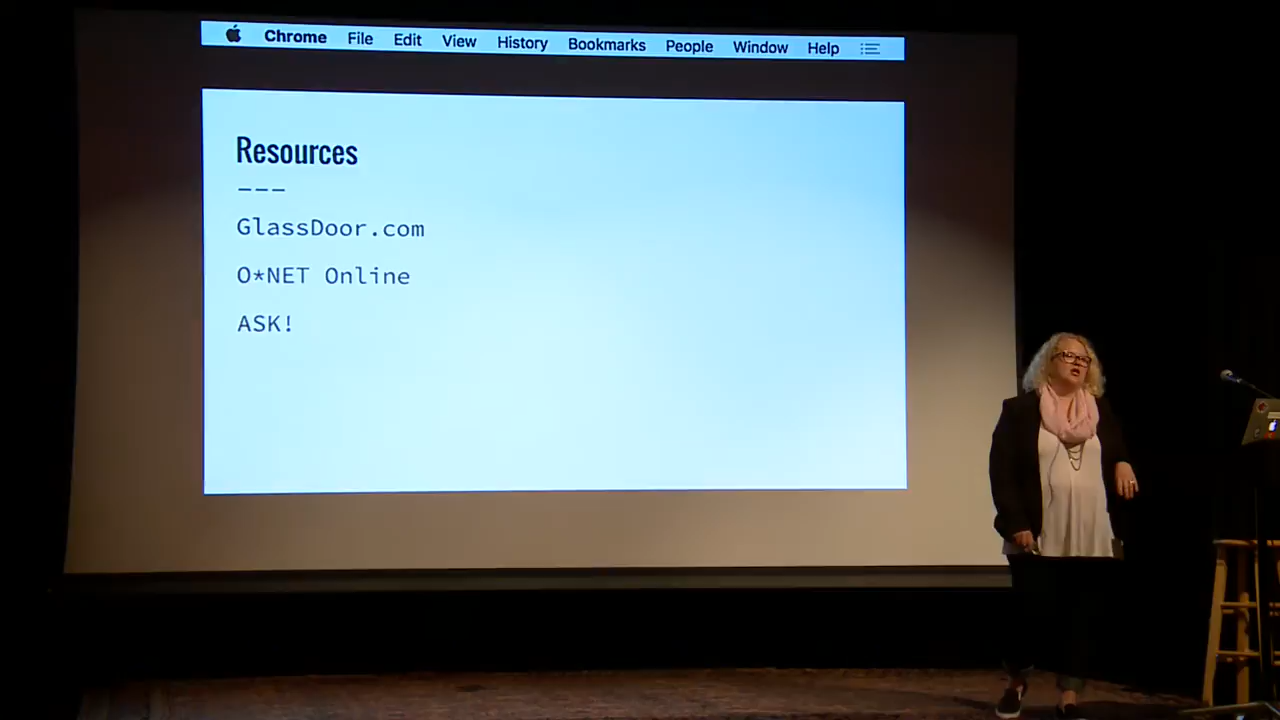 Chrome File Edit View History Bookmarks People Window Help
Resources
---
GlassDoor.com
O*NET Online
ASK!